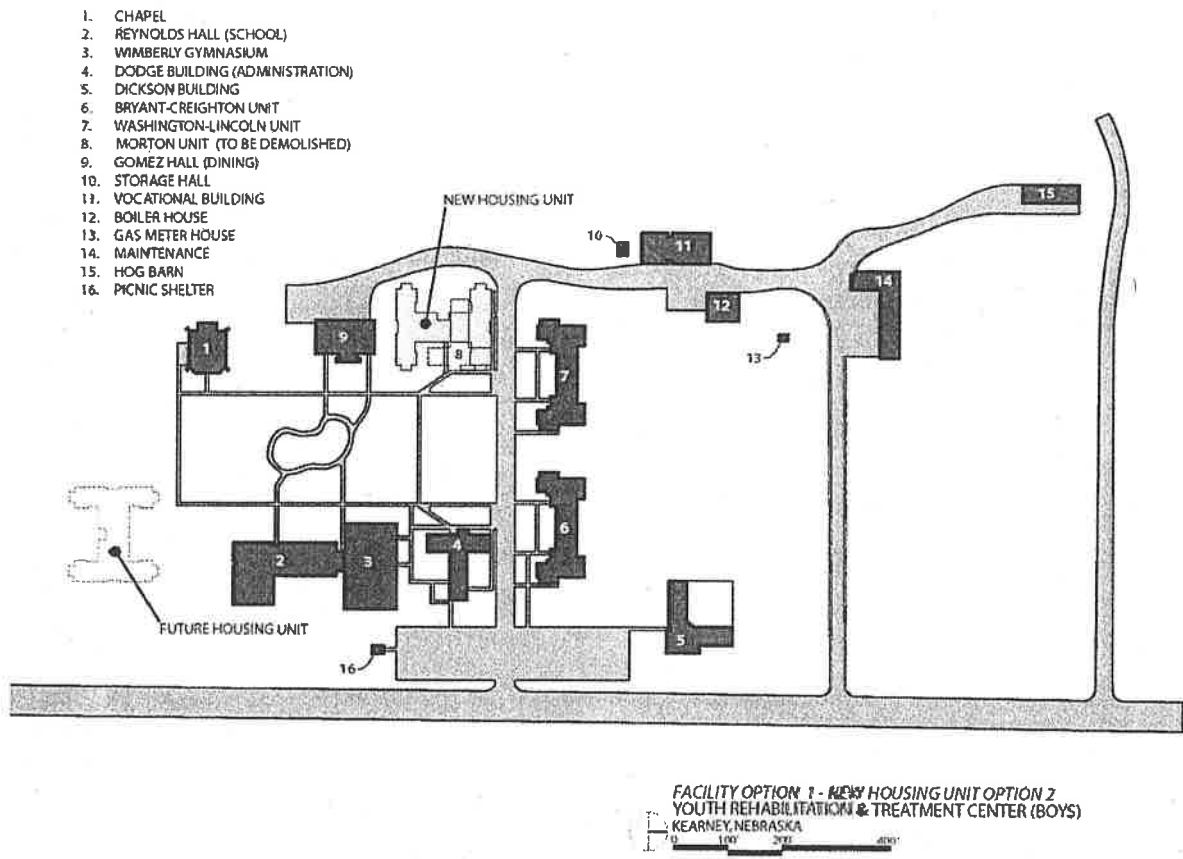 1. CHAPEL
2. REYNOLDS HALL (SCHOOL)
3. WIMBERLY GYMNASIUM
4. DODGE BUILDING (ADMINISTRATION)
5. DICKSON BUILDING
6. BRYANT-CREIGHTON UNIT
7. WASHINGTON-LINCOLN UNIT
8. MORTON UNIT (TO BE DEMOLISHED)
9. GOMEZ HALL (DINING)
10. STORAGE HALL
11. VOCATIONAL BUILDING
12. BOILER HOUSE
13. GAS METER HOUSE
14. MAINTENANCE
15. HOG BARN
16. PICNIC SHELTER
NEW HOUSING UNIT
15
10
11
14
12
9
1
8
13
7
6
4
2
3
FUTURE HOUSING UNIT
5
16
FACILITY OPTION 1 - NEW HOUSING UNIT OPTION 2
YOUTH REHABILITATION & TREATMENT CENTER (BOYS)
KEARNEY, NEBRASKA
0 100' 200' 400'